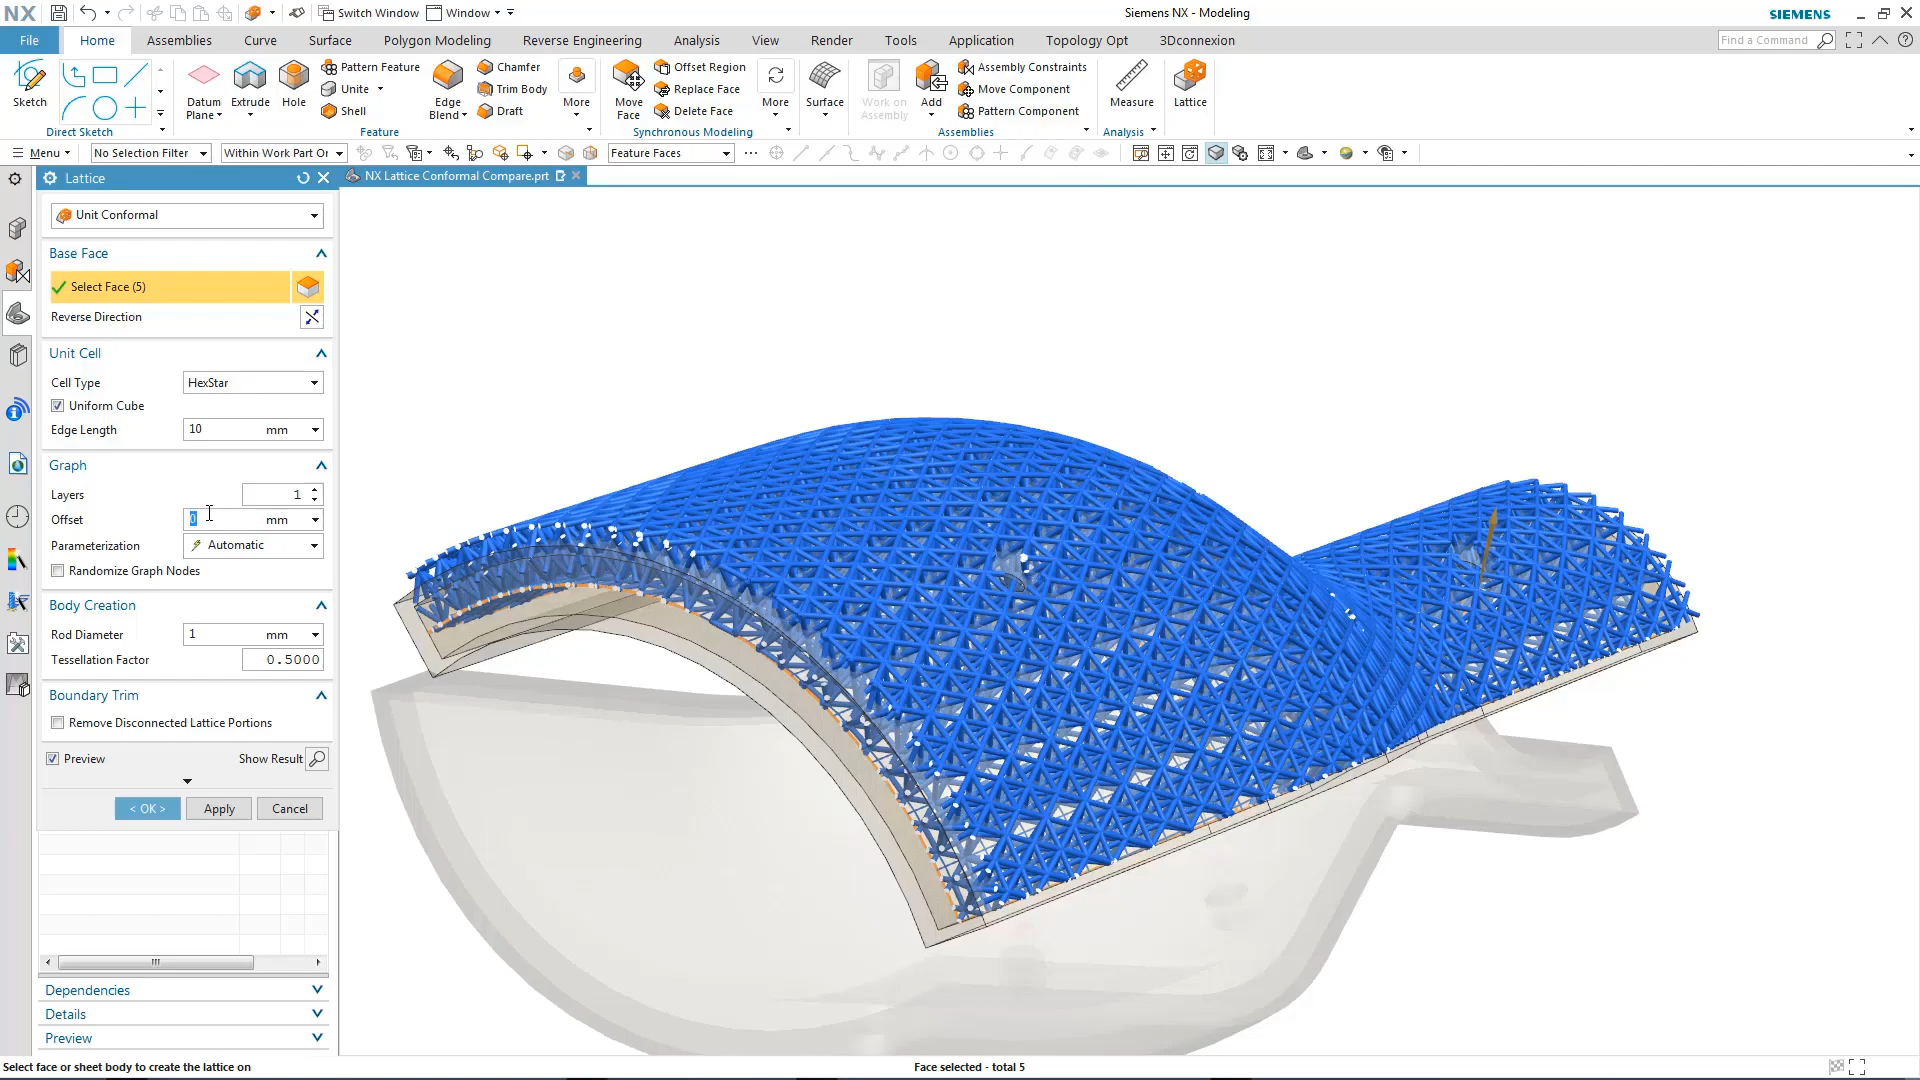 NX
Switch Window
Window
Siemens NX - Modeling
SIEMENS
File
Home
Assemblies
Curve
Surface
Polygon Modeling
Reverse Engineering
Analysis
View
Render
Tools
Application
Topology Opt
3Dconnexion
Find a Command
Sketch
Datum
Plane
Extrude
Hole
Pattern Feature
Unite
Shell
Edge
Blend
Chamfer
Trim Body
Draft
More
Move
Face
Offset Region
Replace Face
Delete Face
More
Surface
Work on
Assembly
Add
Assembly Constraints
Move Component
Pattern Component
Measure
Lattice
Direct Sketch
Feature
Synchronous Modeling
Assemblies
Analysis
Menu
No Selection Filter
Within Work Part Or
Feature Faces
Lattice
NX Lattice Conformal Compare.prt
Unit Conformal
Base Face
Select Face (5)
Reverse Direction
Unit Cell
Cell Type
HexStar
Uniform Cube
Edge Length
10 mm
Graph
Layers
1
Offset
0 mm
Parameterization
Automatic
Randomize Graph Nodes
Body Creation
Rod Diameter
1 mm
Tessellation Factor
0.5000
Boundary Trim
Remove Disconnected Lattice Portions
Preview
Show Result
< OK >
Apply
Cancel
Dependencies
Details
Preview
Select face or sheet body to create the lattice on
Face selected - total 5